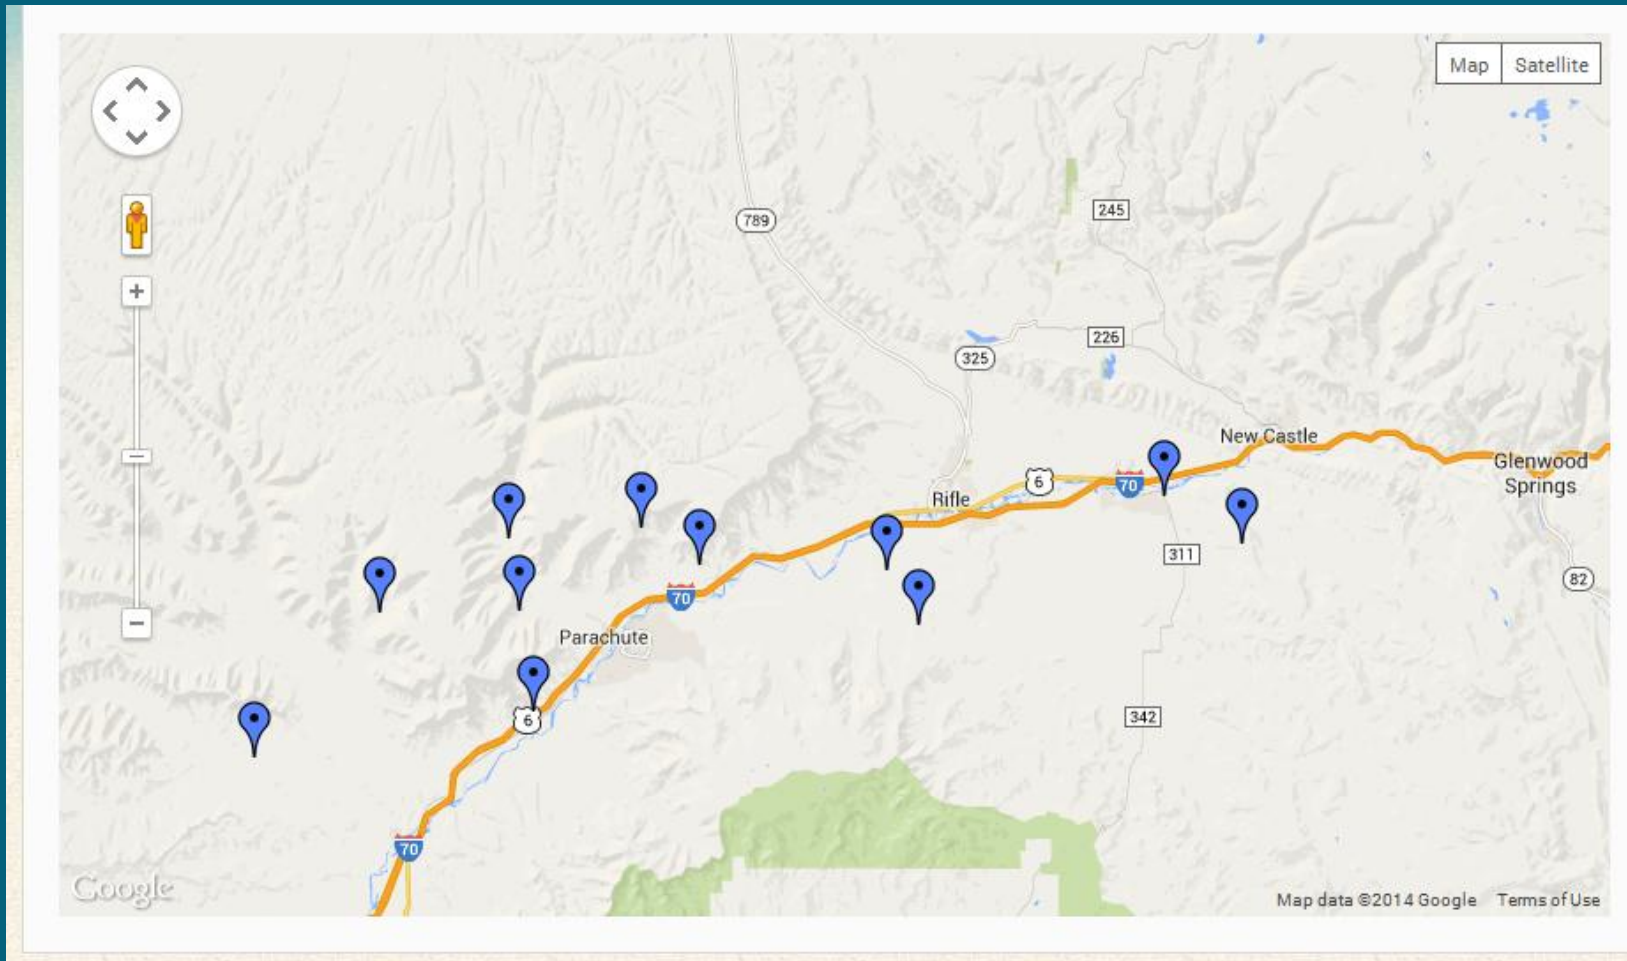 Map Satellite
789
245
226
325
New Castle
Glenwood
Springs
6
70
Rifle
311
82
70
Parachute
6
342
70
Google
Map data ©2014 Google Terms of Use